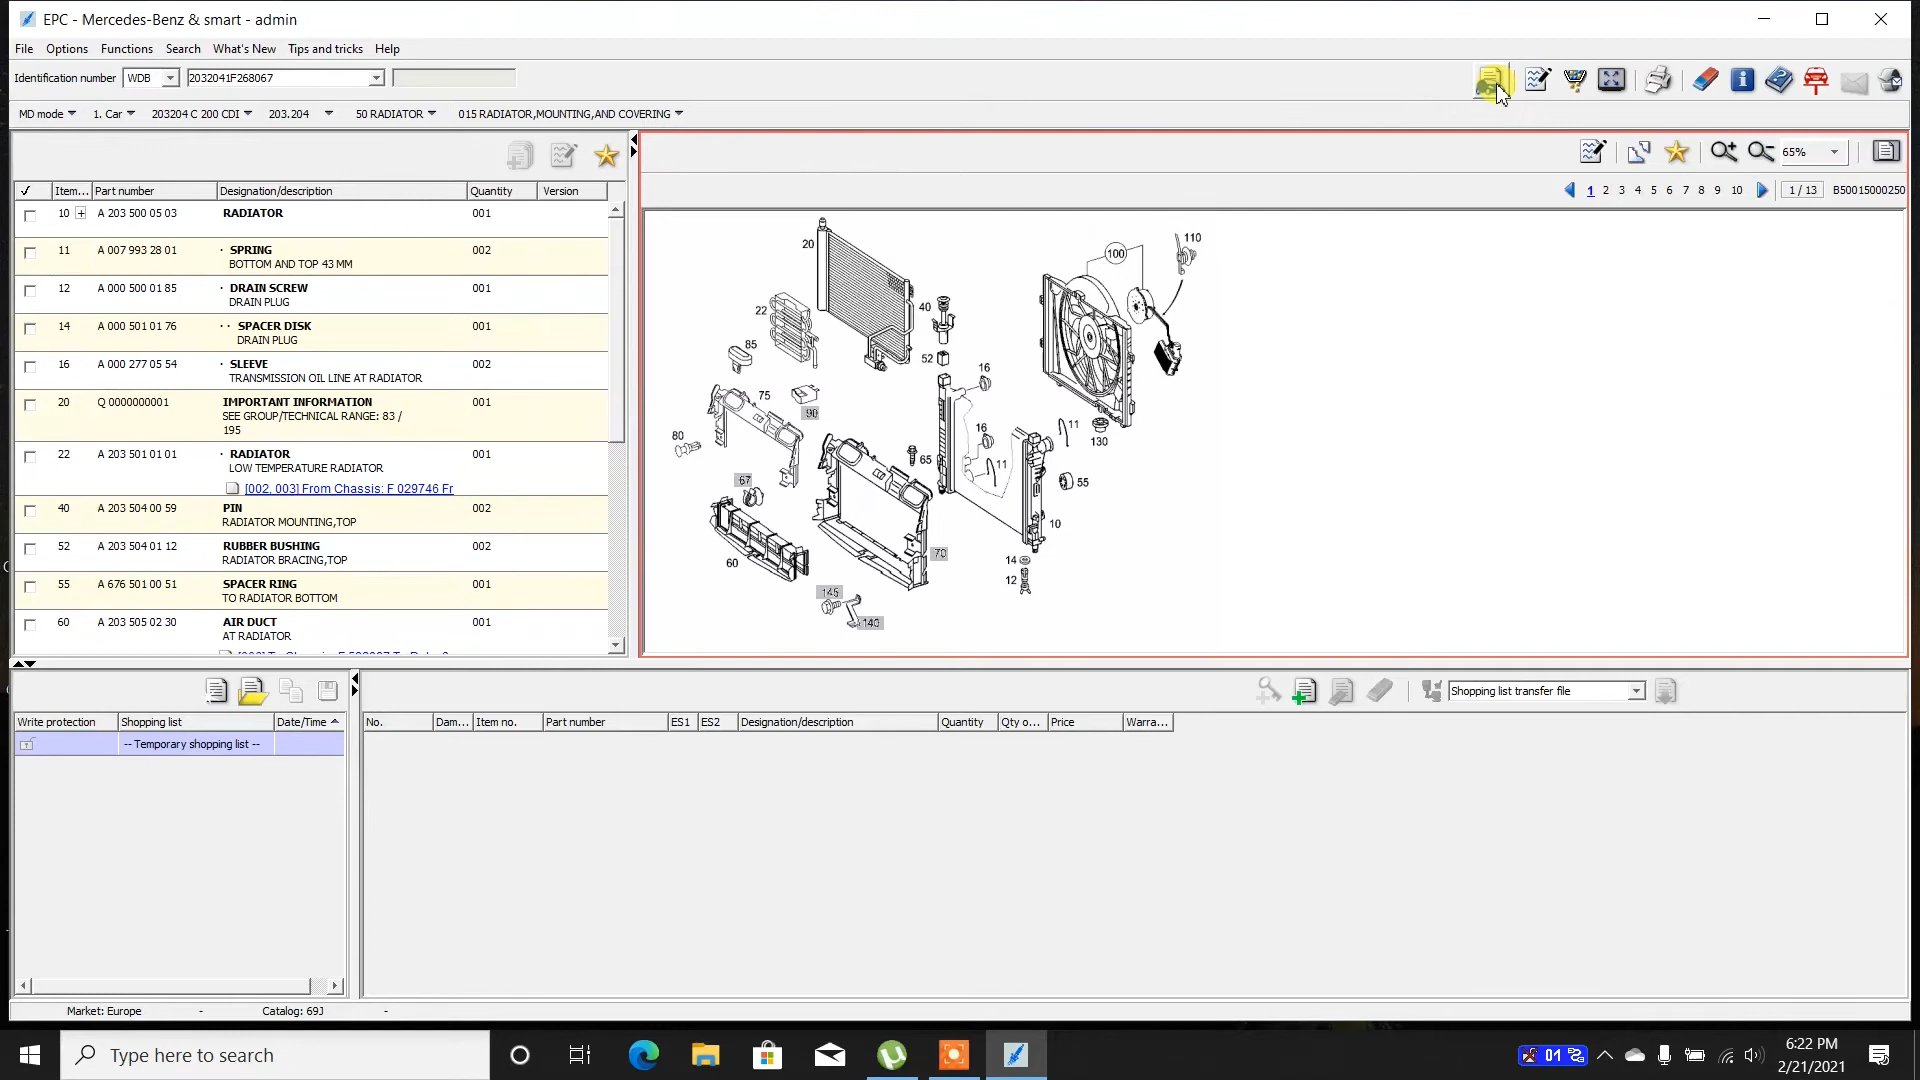 EPC - Mercedes-Benz & smart - admin
File Options Functions Search What's New Tips and tricks Help
Identification number WDB 2032041F268067
MD mode 1. Car 203204 C 200 CDI 203.204 50 RADIATOR 015 RADIATOR,MOUNTING,AND COVERING
65%
1 2 3 4 5 6 7 8 9 10 1 / 13 B50015000250
Item... Part number Designation/description Quantity Version
10 A 203 500 05 03 RADIATOR 001
11 A 007 993 28 01 · SPRING 002
BOTTOM AND TOP 43 MM
12 A 000 500 01 85 · DRAIN SCREW 001
DRAIN PLUG
14 A 000 501 01 76 · · SPACER DISK 001
DRAIN PLUG
16 A 000 277 05 54 · SLEEVE 002
TRANSMISSION OIL LINE AT RADIATOR
20 Q 0000000001 IMPORTANT INFORMATION 001
SEE GROUP/TECHNICAL RANGE: 83 /
195
22 A 203 501 01 01 · RADIATOR 001
LOW TEMPERATURE RADIATOR
[002, 003] From Chassis: F 029746 Fr
40 A 203 504 00 59 PIN 002
RADIATOR MOUNTING,TOP
52 A 203 504 01 12 RUBBER BUSHING 002
RADIATOR BRACING,TOP
55 A 676 501 00 51 SPACER RING 001
TO RADIATOR BOTTOM
60 A 203 505 02 30 AIR DUCT 001
AT RADIATOR
20
100
110
22
40
85
52
16
75
90
11
80
16
130
65
11
67
55
10
70
60
14
12
145
140
Shopping list transfer file
Write protection Shopping list Date/Time
-- Temporary shopping list --
No. Dam... Item no. Part number ES1 ES2 Designation/description Quantity Qty o... Price Warra...
Market: Europe - Catalog: 69J -
Type here to search
01
6:22 PM
2/21/2021